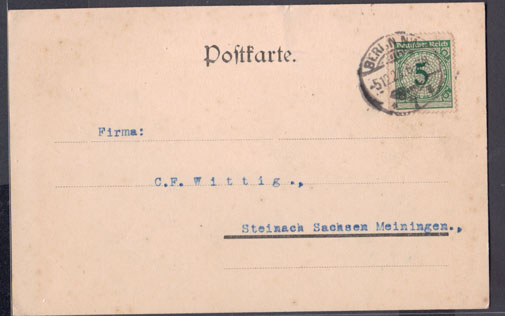 Postkarte.
BERLIN
Deutsches Reich
5
Firma:
C.F. Wittig.,
Steinach Sachsen Meiningen.,